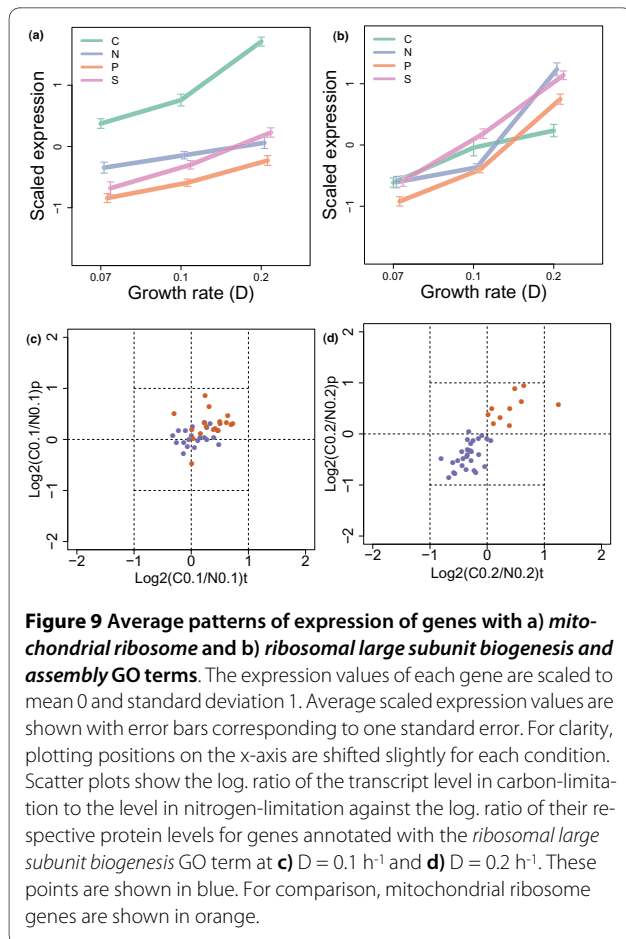 (a)
C
N
P
S
Scaled expression
1
0
−1
0.07
0.1
0.2
Growth rate (D)
(b)
C
N
P
S
Scaled expression
1
0
−1
0.07
0.1
0.2
Growth rate (D)
(c)
Log2(C0.1/N0.1)p
2
1
0
−1
−2
−2
−1
0
1
2
Log2(C0.1/N0.1)t
(d)
Log2(C0.2/N0.2)p
2
1
0
−1
−2
−2
−1
0
1
2
Log2(C0.2/N0.2)t
Figure 9 Average patterns of expression of genes with a) mito-
chondrial ribosome and b) ribosomal large subunit biogenesis and
assembly GO terms. The expression values of each gene are scaled to
mean 0 and standard deviation 1. Average scaled expression values are
shown with error bars corresponding to one standard error. For clarity,
plotting positions on the x-axis are shifted slightly for each condition.
Scatter plots show the log. ratio of the transcript level in carbon-limita-
tion to the level in nitrogen-limitation against the log. ratio of their re-
spective protein levels for genes annotated with the ribosomal large
subunit biogenesis GO term at c) D = 0.1 h-1 and d) D = 0.2 h-1. These
points are shown in blue. For comparison, mitochondrial ribosome
genes are shown in orange.